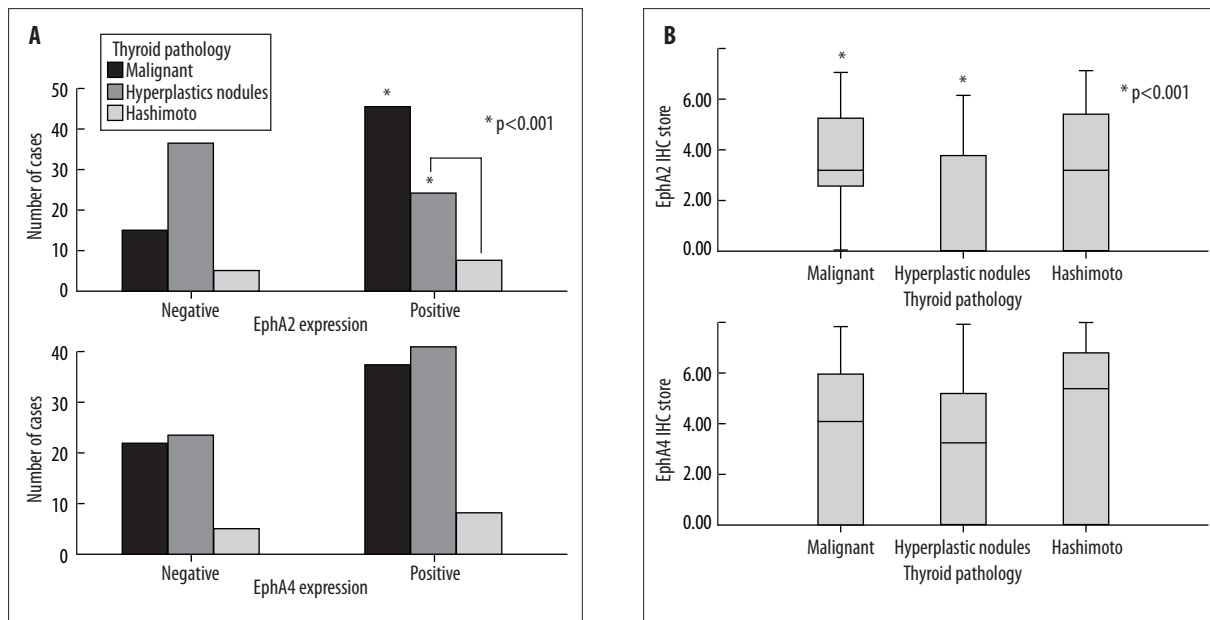 A
Thyroid pathology
Malignant
Hyperplastics nodules
Hashimoto
Number of cases
50
40
30
20
10
0
*
*
* p<0.001
Negative
Positive
EphA2 expression
Number of cases
40
30
20
10
0
Negative
Positive
EphA4 expression
B
EphA2 IHC store
6.00
4.00
2.00
0.00
*
*
* p<0.001
Malignant
Hyperplastic nodules
Hashimoto
Thyroid pathology
EphA4 IHC store
6.00
4.00
2.00
0.00
Malignant
Hyperplastic nodules
Hashimoto
Thyroid pathology